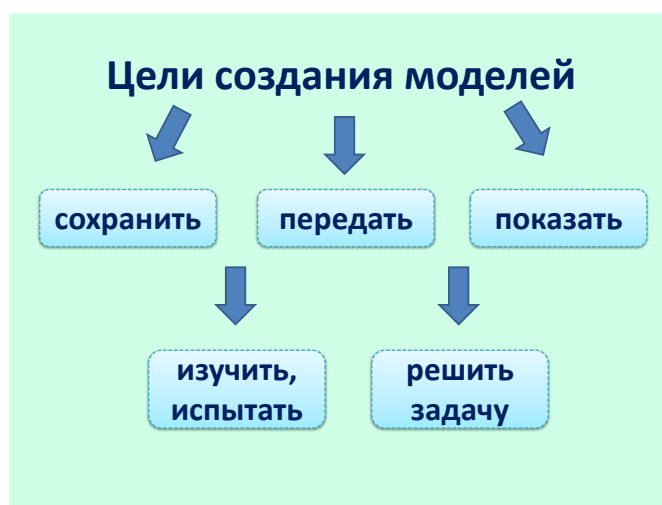 Цели создания моделей
сохранить
передать
показать
изучить,
испытать
решить
задачу